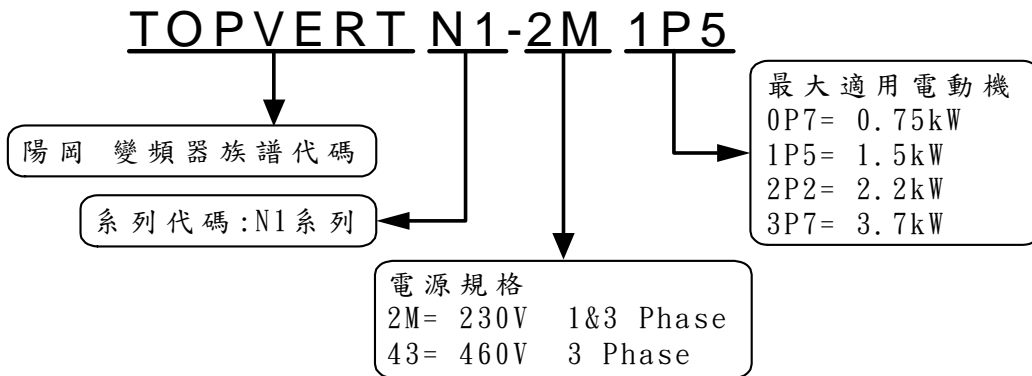 TOPVERT N1-2M 1P5
最大適用電動機
0P7= 0.75kW
1P5= 1.5kW
2P2= 2.2kW
3P7= 3.7kW
陽岡 變頻器族譜代碼
系列代碼:N1系列
電源規格
2M= 230V 1&3 Phase
43= 460V 3 Phase